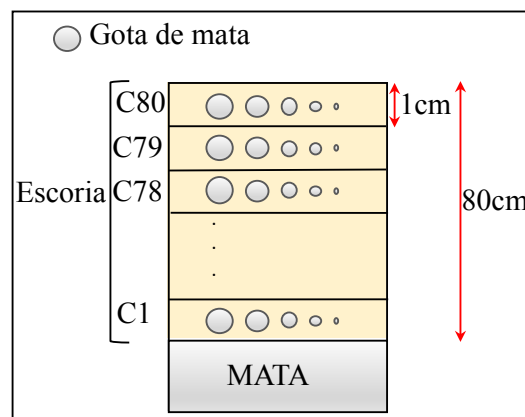 Gota de mata
C80
1cm
C79
Escoria
C78
80cm
.
.
.
C1
MATA